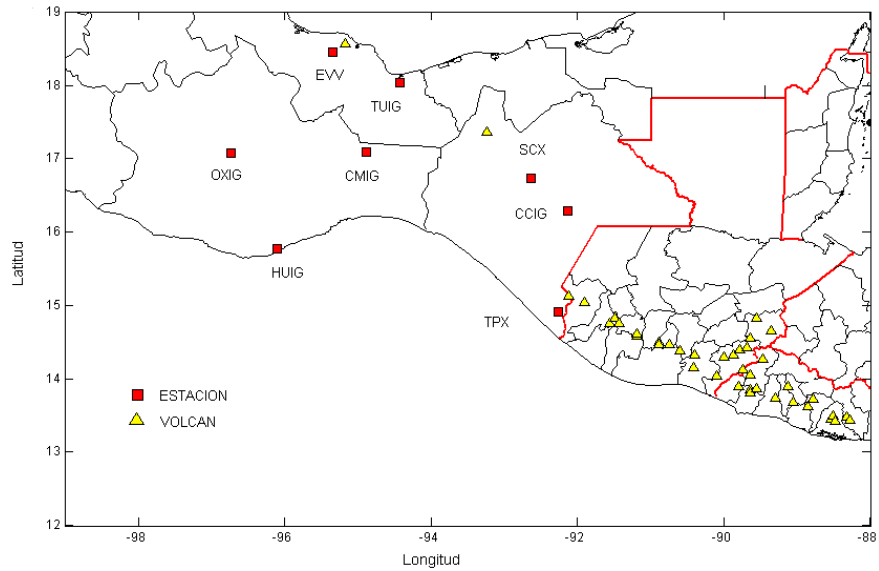 19
EVV
18
TUIG
17
SCX
OXIG
CMIG
CCIG
16
HUIG
Latitud
15
TPX
14
ESTACION
VOLCAN
13
12
-98
-96
-94
-92
-90
-88
Longitud